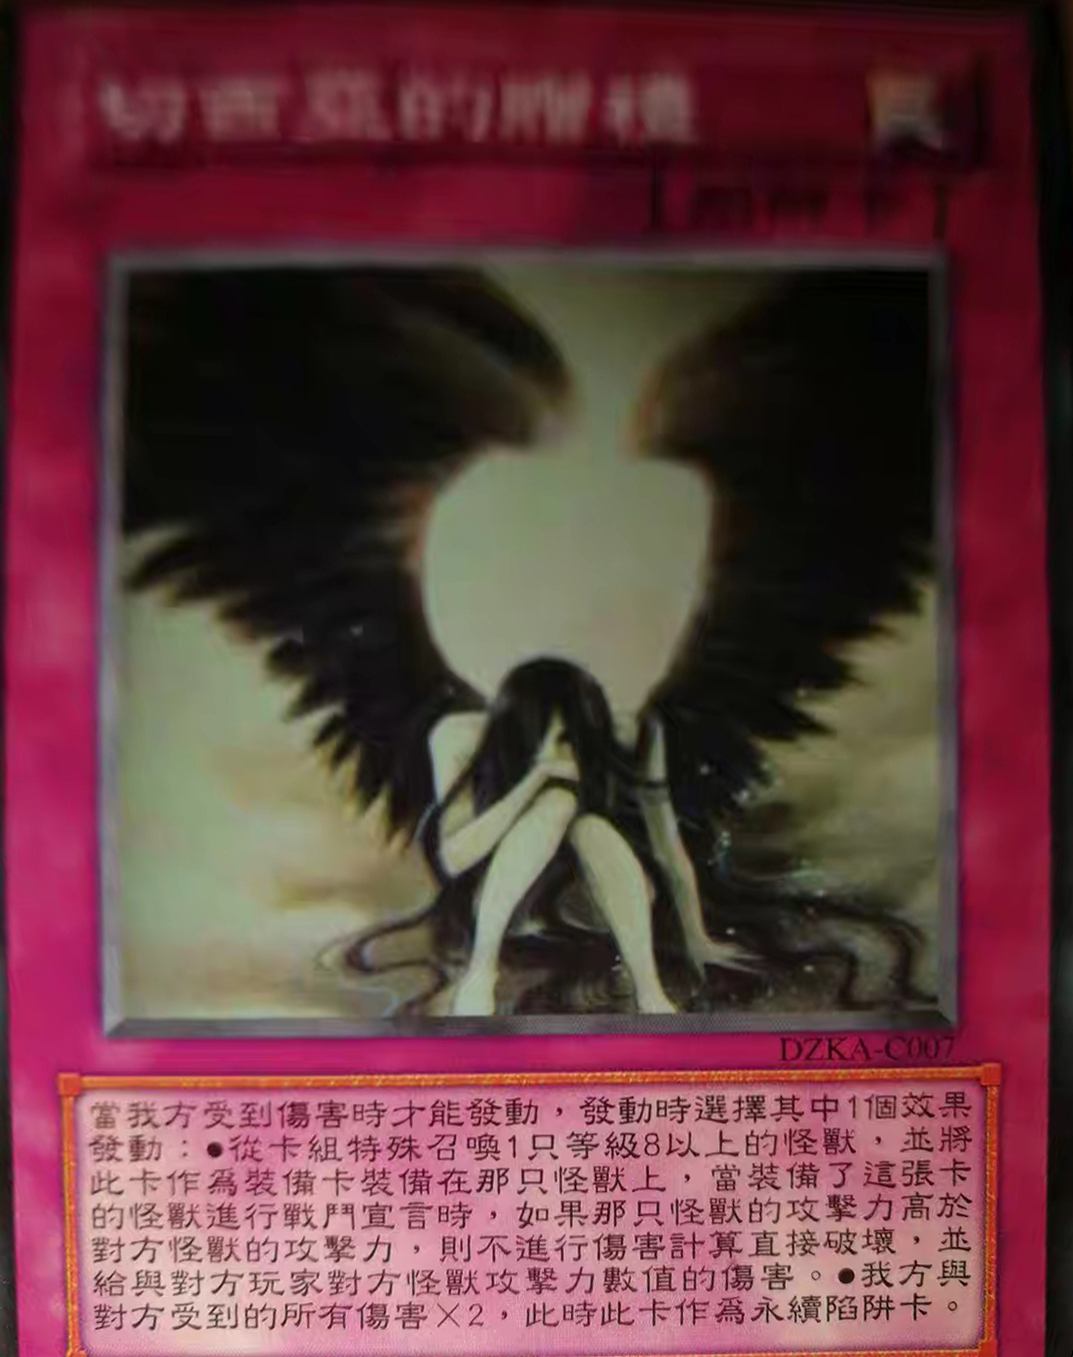 DZKA-C007
當我方受到傷害時才能發動，發動時選擇其中1個效果
發動：●從卡組特殊召喚1只等級8以上的怪獸，並將
此卡作為裝備卡裝備在那只怪獸上，當裝備了這張卡
的怪獸進行戰鬥宣言時，如果那只怪獸的攻擊力高於
對方怪獸的攻擊力，則不進行傷害計算直接破壞，並
給與對方玩家對方怪獸攻擊力數值的傷害。●我方與
對方受到的所有傷害×2，此時此卡作為永續陷阱卡。